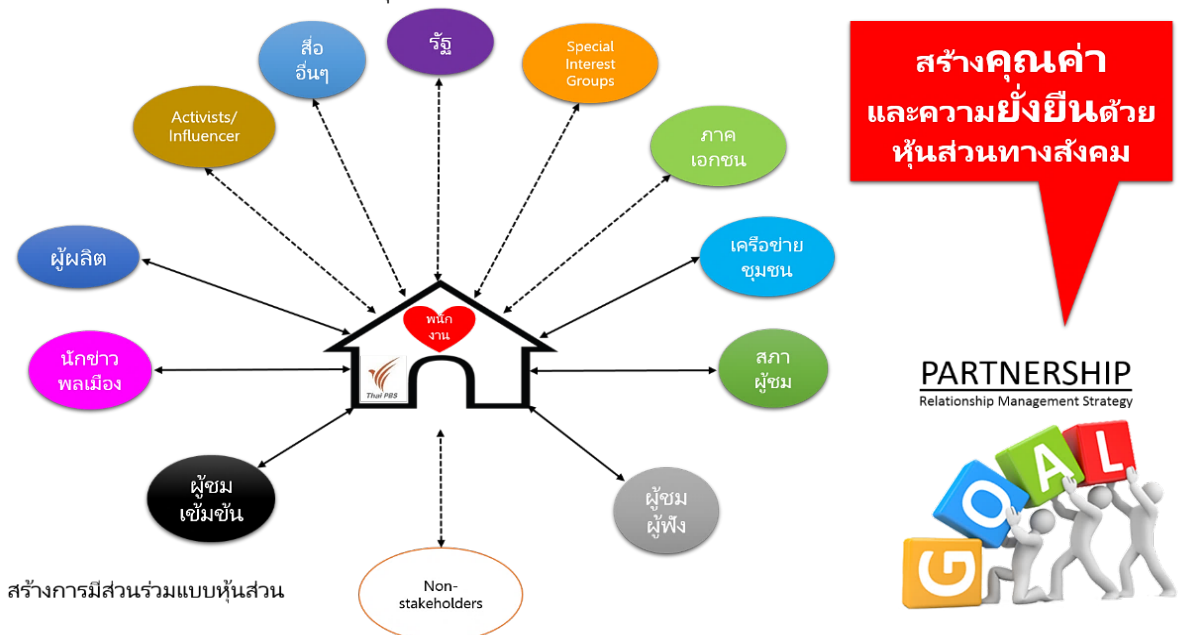 สื่อ
อื่นๆ
รัฐ
Special
Interest
Groups
Activists/
Influencer
ภาค
เอกชน
ผู้ผลิต
เครือข่าย
ชุมชน
พนัก
งาน
นักข่าว
พลเมือง
Thai PBS
สภา
ผู้ชม
ผู้ชม
เข้มข้น
ผู้ชม
ผู้ฟัง
Non-
stakeholders
สร้างการมีส่วนร่วมแบบหุ้นส่วน
สร้างคุณค่า
และความยั่งยืนด้วย
หุ้นส่วนทางสังคม
PARTNERSHIP
Relationship Management Strategy
GOAL